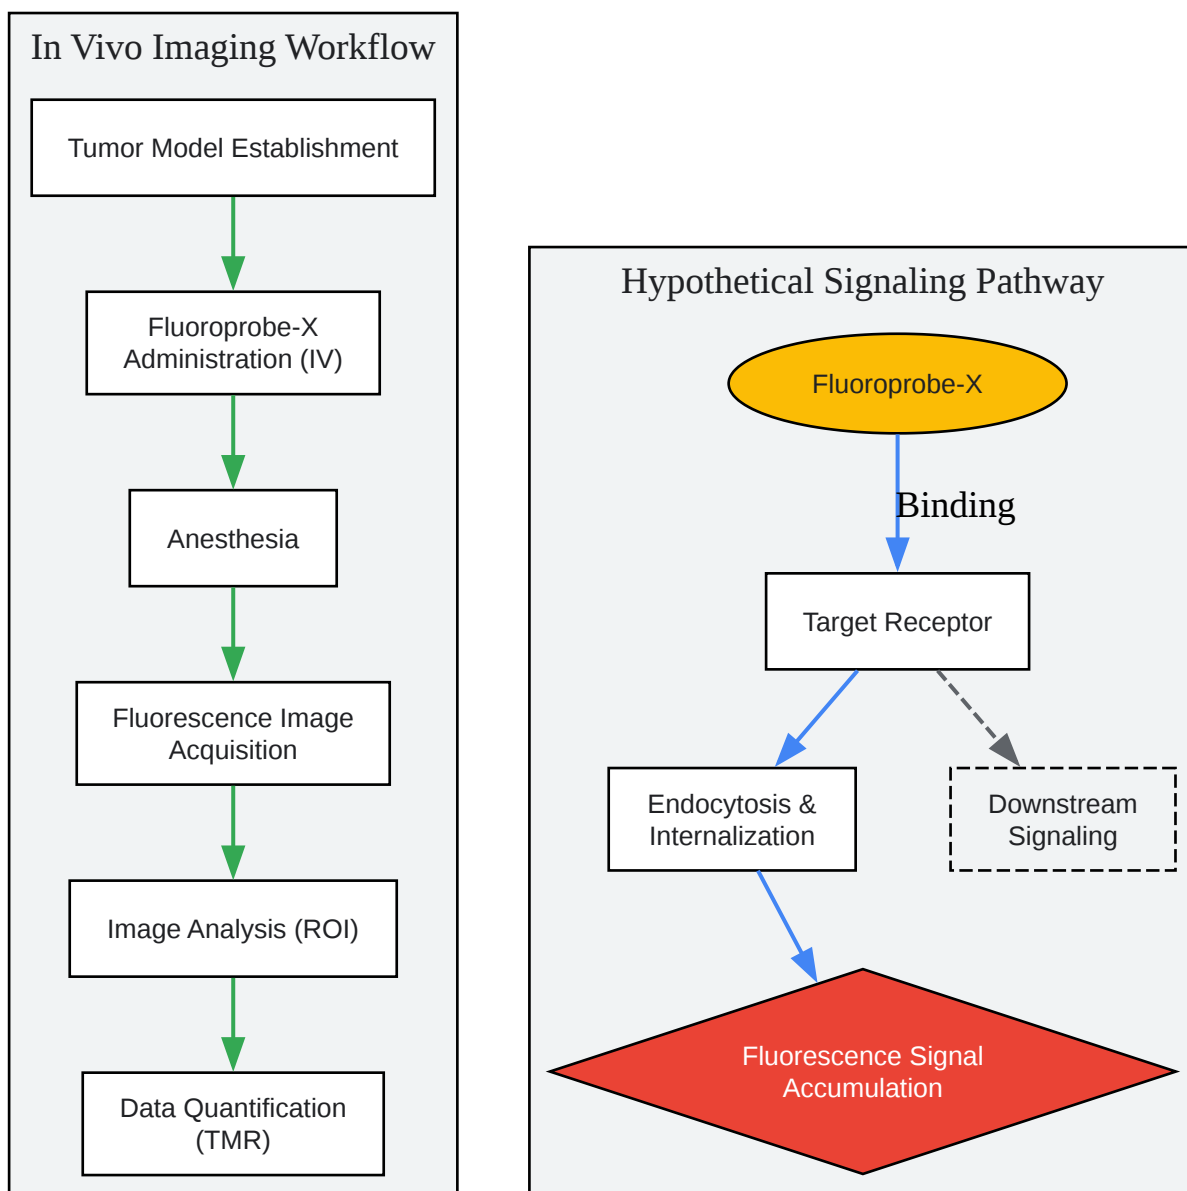 In Vivo Imaging Workflow
Tumor Model Establishment
Fluoroprobe-X
Administration (IV)
Anesthesia
Fluorescence Image
Acquisition
Image Analysis (ROI)
Data Quantification
(TMR)
Hypothetical Signaling Pathway
Fluoroprobe-X
Binding
Target Receptor
Endocytosis &
Internalization
Downstream
Signaling
Fluorescence Signal
Accumulation